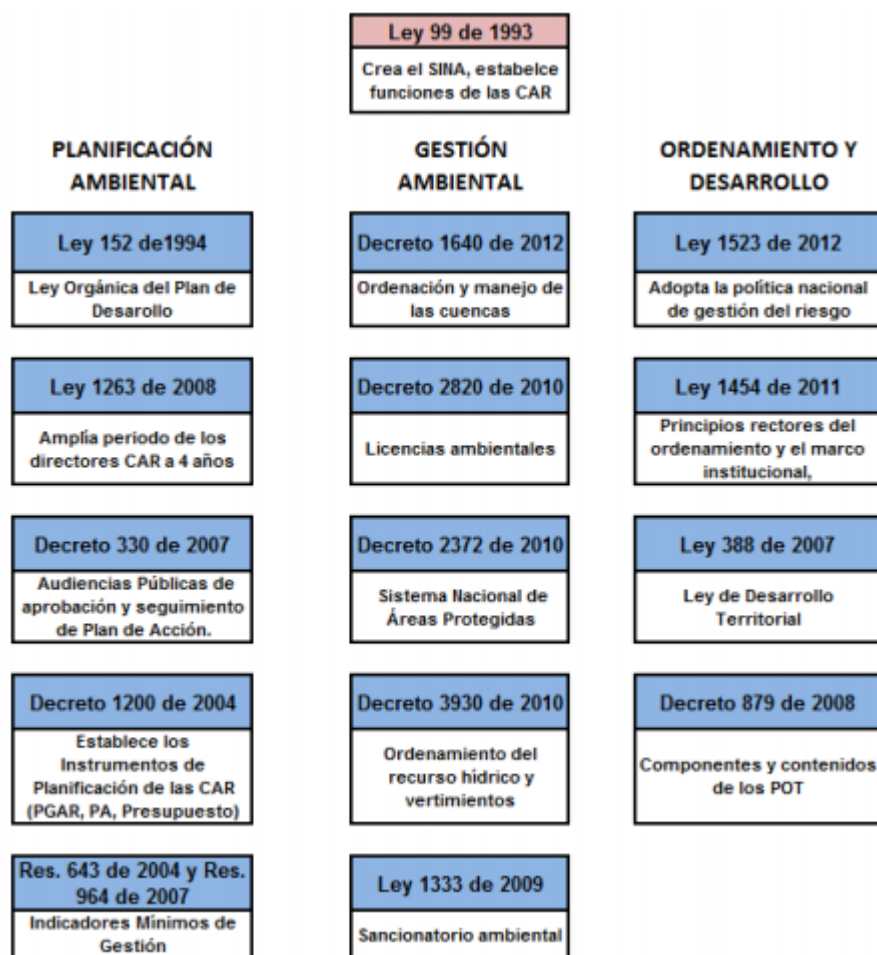 Ley 99 de 1993
Crea el SINA, estabelce
funciones de las CAR
PLANIFICACIÓN
AMBIENTAL
Ley 152 de1994
Ley Orgánica del Plan de
Desarollo
Ley 1263 de 2008
Amplía periodo de los
directores CAR a 4 años
Decreto 330 de 2007
Audiencias Públicas de
aprobación y seguimiento
de Plan de Acción.
Decreto 1200 de 2004
Establece los
Instrumentos de
Planificación de las CAR
(PGAR, PA, Presupuesto)
Res. 643 de 2004 y Res.
964 de 2007
Indicadores Mínimos de
Gestión
GESTIÓN
AMBIENTAL
Decreto 1640 de 2012
Ordenación y manejo de
las cuencas
Decreto 2820 de 2010
Licencias ambientales
Decreto 2372 de 2010
Sistema Nacional de
Áreas Protegidas
Decreto 3930 de 2010
Ordenamiento del
recurso hídrico y
vertimientos
Ley 1333 de 2009
Sancionatorio ambiental
ORDENAMIENTO Y
DESARROLLO
Ley 1523 de 2012
Adopta la política nacional
de gestión del riesgo
Ley 1454 de 2011
Principios rectores del
ordenamiento y el marco
institucional,
Ley 388 de 2007
Ley de Desarrollo
Territorial
Decreto 879 de 2008
Componentes y contenidos
de los POT